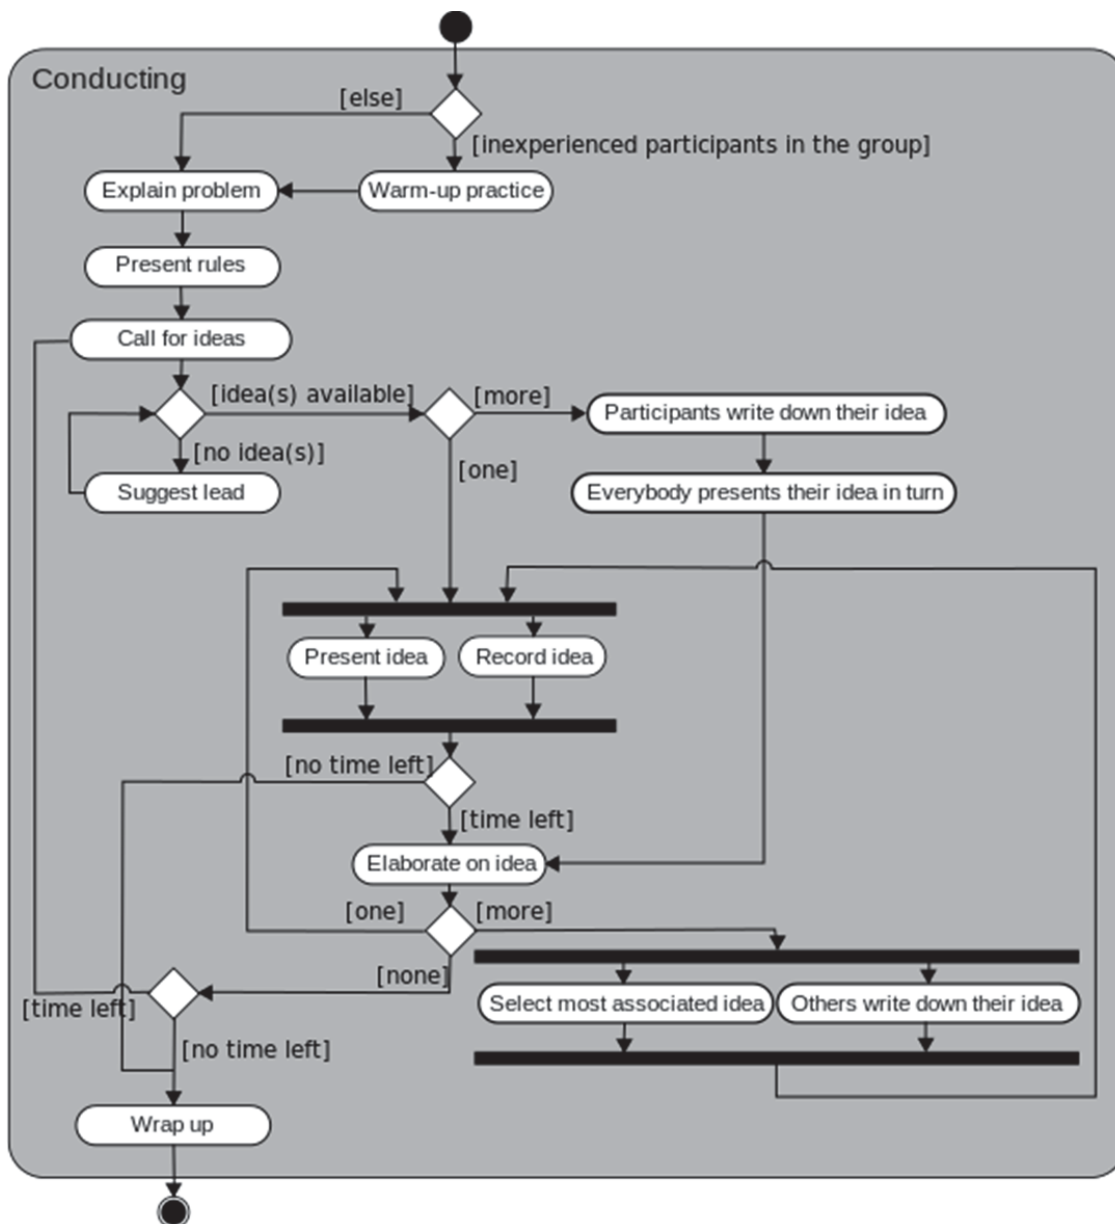 Conducting
[else]
[inexperienced participants in the group]
Explain problem
Warm-up practice
Present rules
Call for ideas
[idea(s) available]
[more]
Participants write down their idea
[no idea(s)]
[one]
Suggest lead
Everybody presents their idea in turn
Present idea
Record idea
[no time left]
[time left]
Elaborate on idea
[one]
[more]
[none]
Select most associated idea
Others write down their idea
[time left]
[no time left]
Wrap up